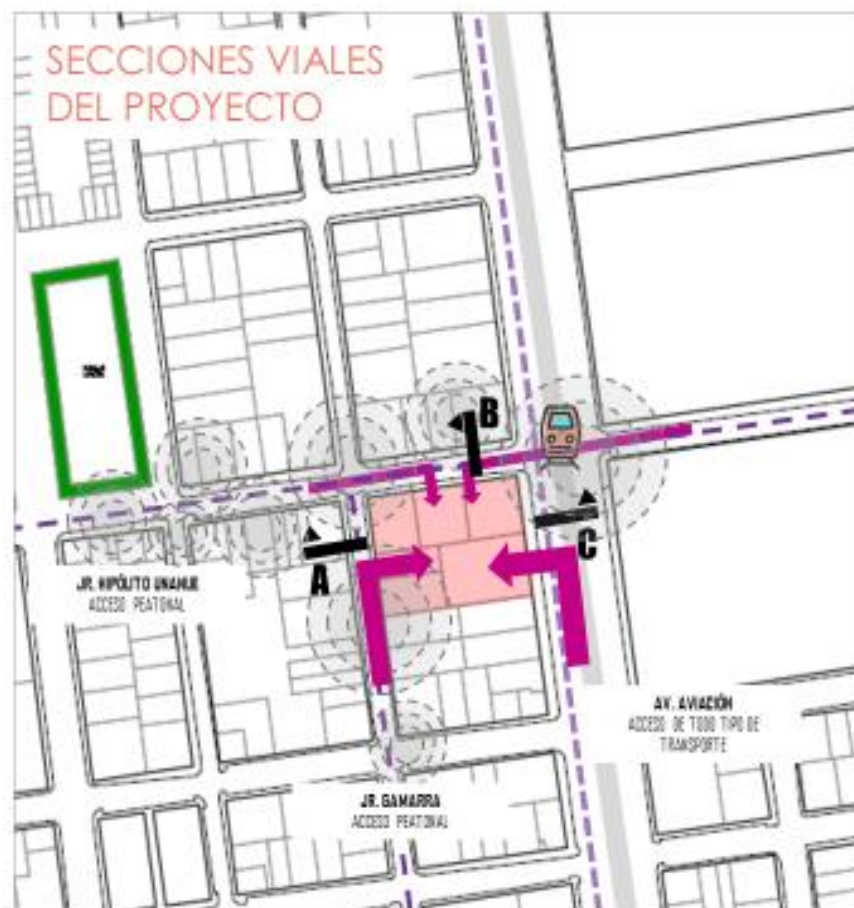 SECCIONES VIALES
DEL PROYECTO
B
A
C
JR. HIPÓLITO UNANUE
ACCESO PEATONAL
AV. AVIACIÓN
ACCESO DE TODO TIPO DE
TRANSPORTE
JR. GAMARRA
ACCESO PEATONAL